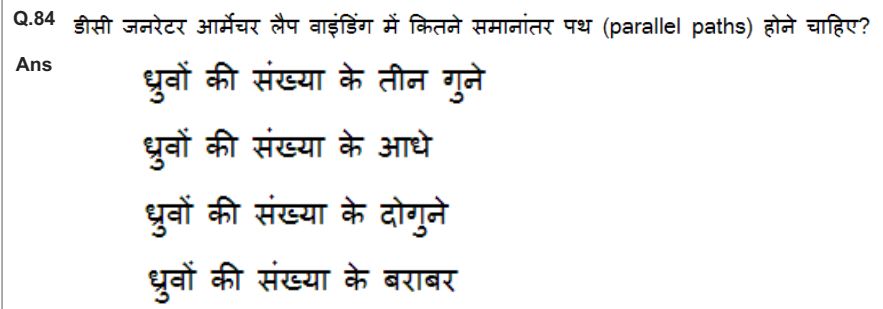 Q.84 डीसी जनरेटर आर्मेचर लैप वाइंडिंग में कितने समानांतर पथ (parallel paths) होने चाहिए?
Ans
ध्रुवों की संख्या के तीन गुने
ध्रुवों की संख्या के आधे
ध्रुवों की संख्या के दोगुने
ध्रुवों की संख्या के बराबर